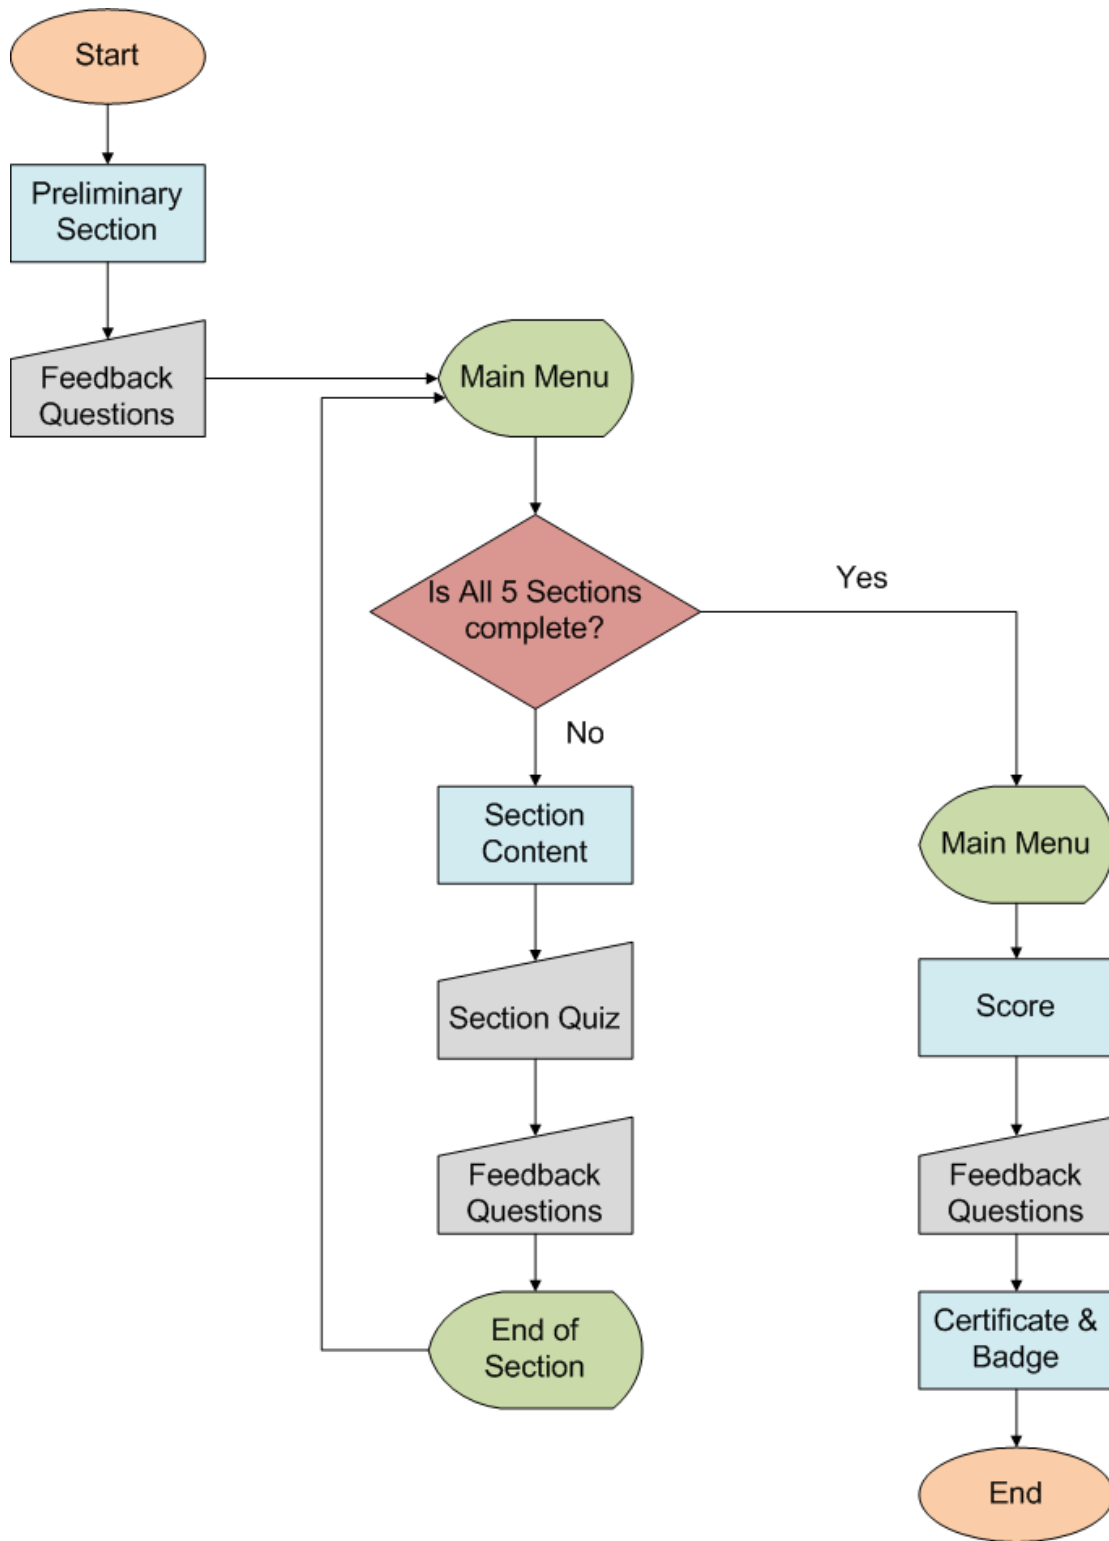 Start
Preliminary
Section
Feedback
Questions
Main Menu
Is All 5 Sections
complete?
Yes
No
Section
Content
Section Quiz
Feedback
Questions
End of
Section
Main Menu
Score
Feedback
Questions
Certificate &
Badge
End